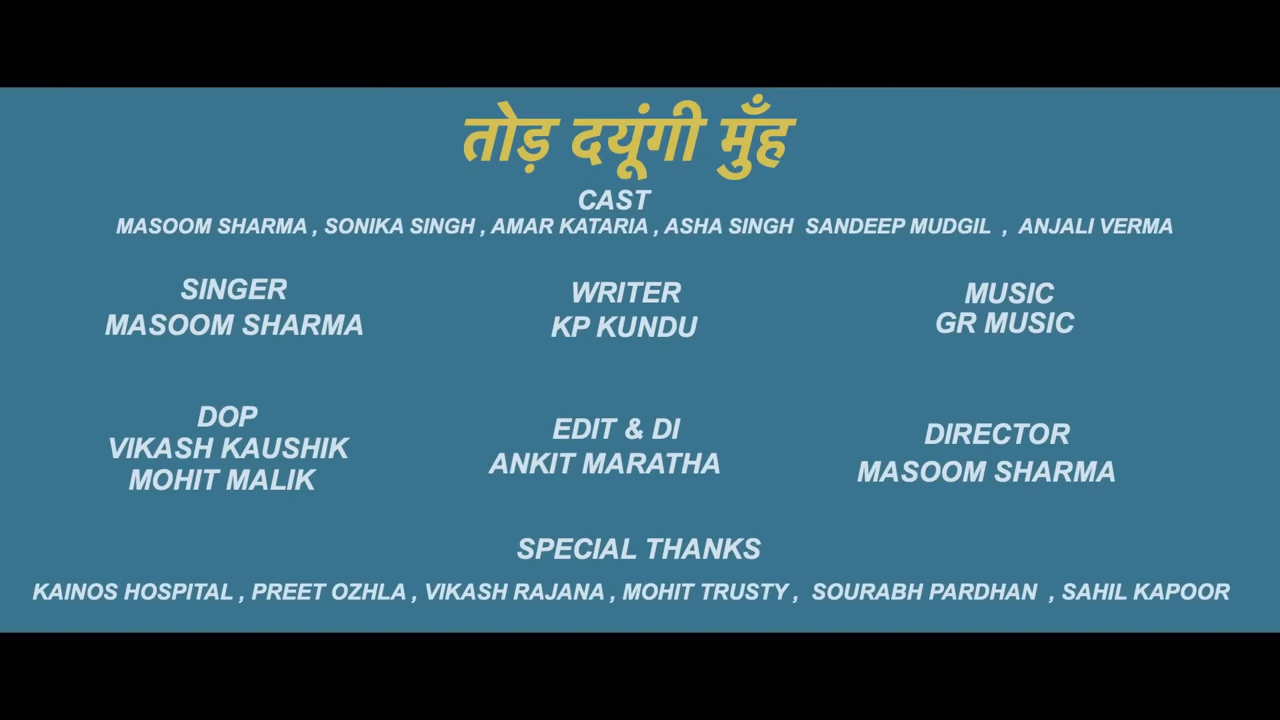 तोड़ दयूंगी मुँह
CAST
MASOOM SHARMA , SONIKA SINGH , AMAR KATARIA , ASHA SINGH SANDEEP MUDGIL , ANJALI VERMA
SINGER
MASOOM SHARMA
WRITER
KP KUNDU
MUSIC
GR MUSIC
DOP
VIKASH KAUSHIK
MOHIT MALIK
EDIT & DI
ANKIT MARATHA
DIRECTOR
MASOOM SHARMA
SPECIAL THANKS
KAINOS HOSPITAL , PREET OZHLA , VIKASH RAJANA , MOHIT TRUSTY , SOURABH PARDHAN , SAHIL KAPOOR